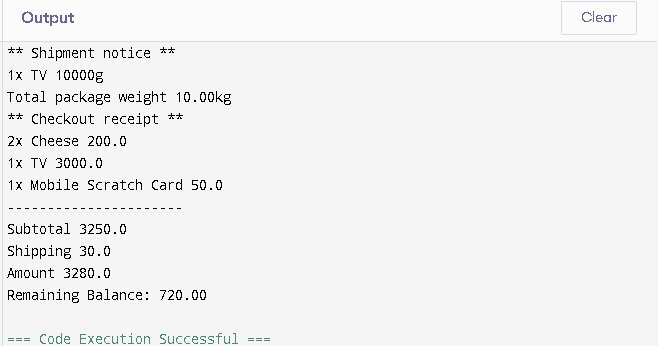 Output
Clear
** Shipment notice **
1x TV 10000g
Total package weight 10.00kg
** Checkout receipt **
2x Cheese 200.0
1x TV 3000.0
1x Mobile Scratch Card 50.0
----------------------
Subtotal 3250.0
Shipping 30.0
Amount 3280.0
Remaining Balance: 720.00
=== Code Execution Successful ===